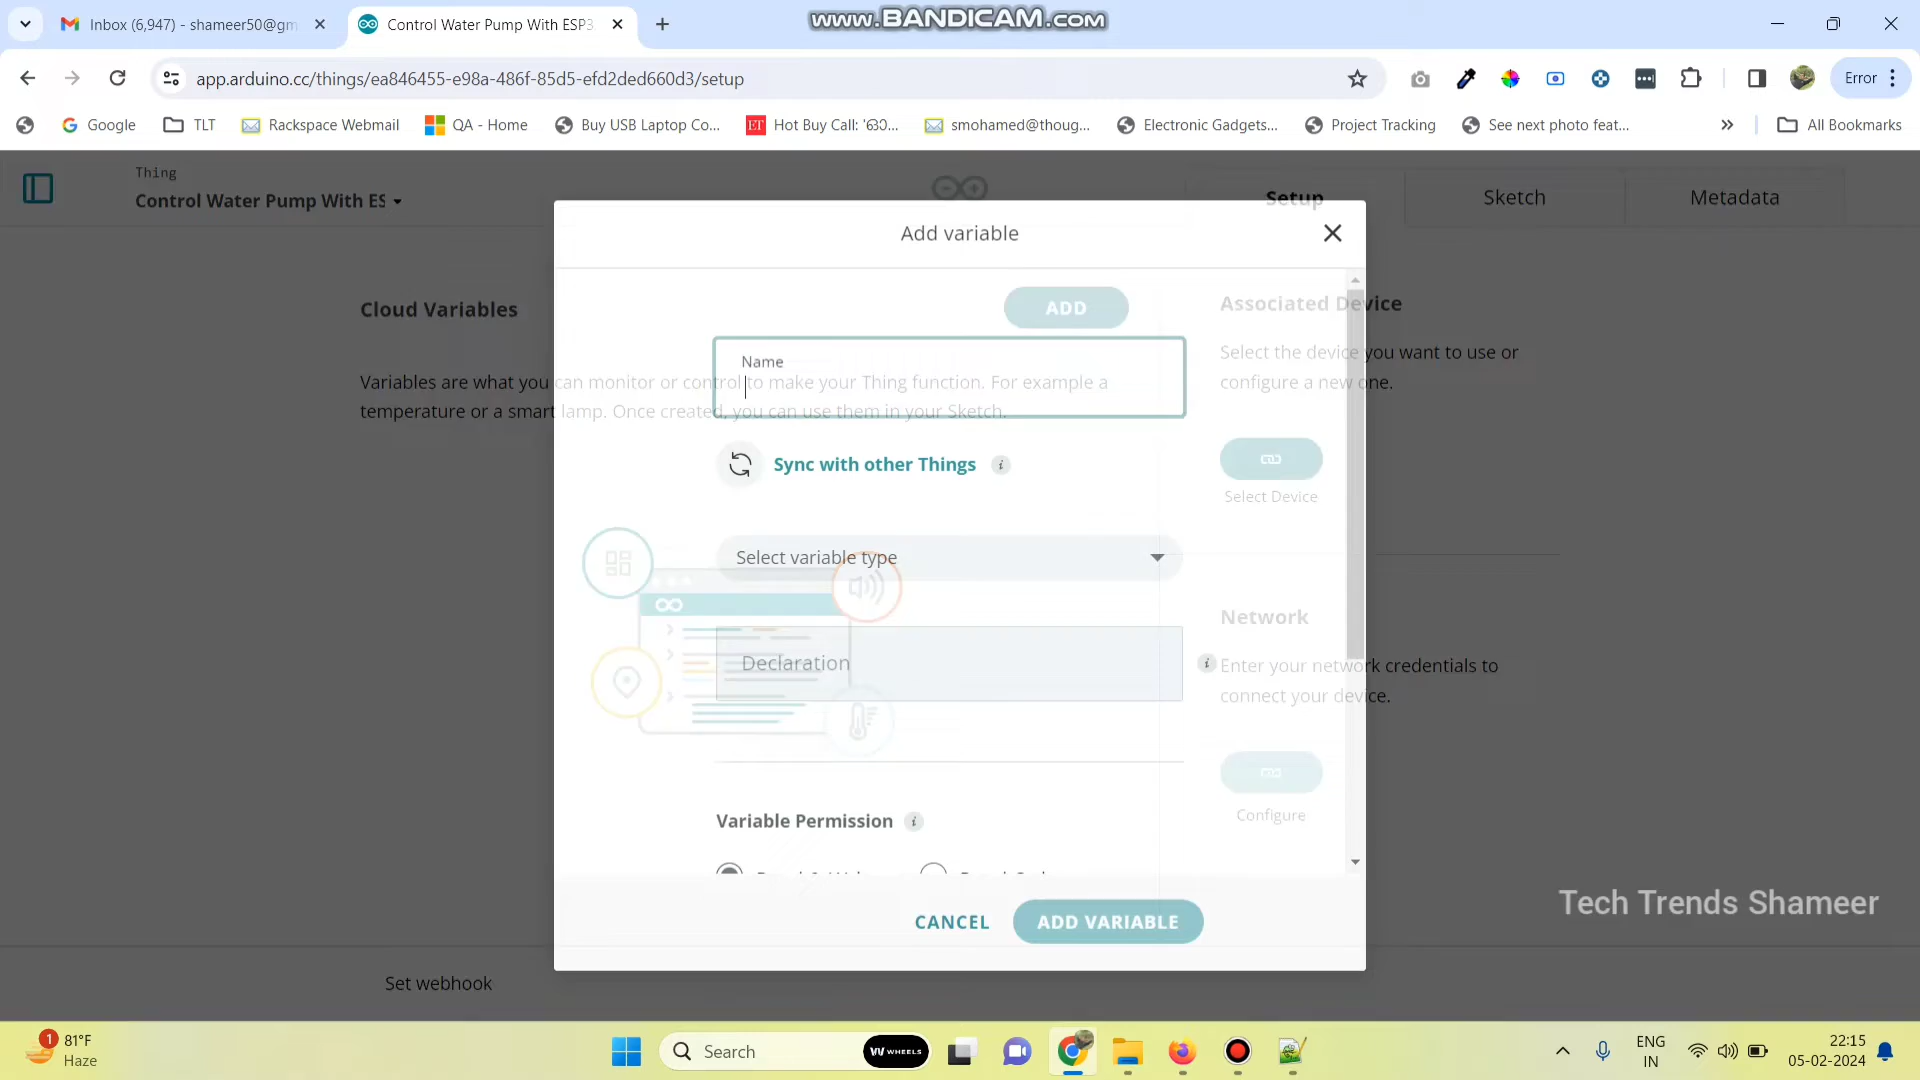 Inbox (6,947) - shameer50@gm
Control Water Pump With ESP3
www.BANDICAM.com
app.arduino.cc/things/ea846455-e98a-486f-85d5-efd2ded660d3/setup
Error
Google
TLT
Rackspace Webmail
QA - Home
Buy USB Laptop Co...
ET
Electronic Gadgets...
smohamed@thoug...
Project Tracking
See next photo feat...
All Bookmarks
Thing
Control Water Pump With ES
Setup
Sketch
Metadata
Add variable
Cloud Variables
ADD
Associated Device
Select the device you want to use or
configure a new one.
Name
Variables are what you can monitor or control to make your Thing function. For example a
temperature or a smart lamp. Once created, you can use them in your Sketch.
Sync with other Things
Select Device
Select variable type
Network
Declaration
Enter your network credentials to
connect your device.
Variable Permission
Configure
CANCEL
ADD VARIABLE
Tech Trends Shameer
Set webhook
1
81°F
Haze
Search
WHEELS
ENG
IN
22:15
05-02-2024